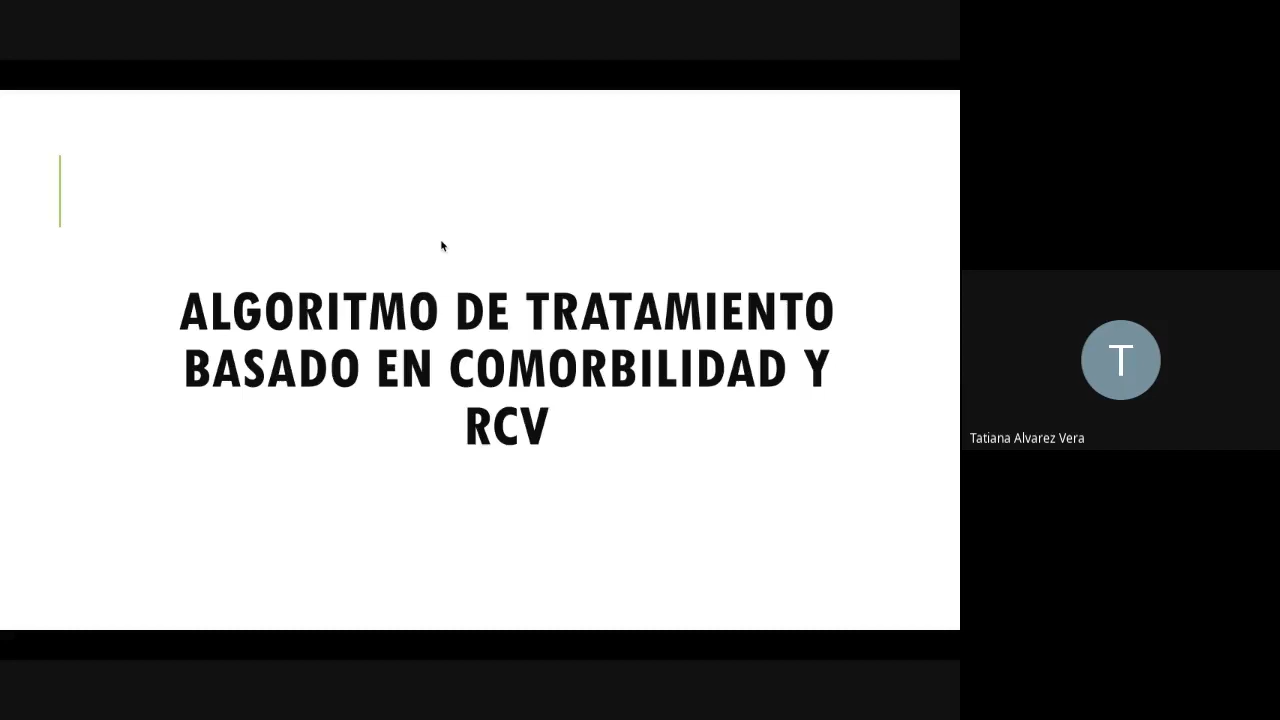 ALGORITMO DE TRATAMIENTO
BASADO EN COMORBILIDAD Y
RCV
T
Tatiana Alvarez Vera